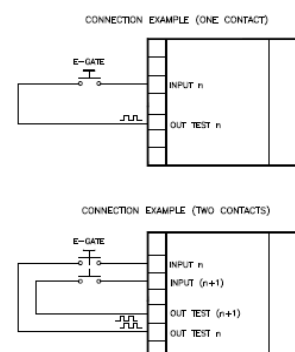 CONNECTION EXAMPLE (ONE CONTACT)
E-GATE
INPUT n
OUT TEST n
CONNECTION EXAMPLE (TWO CONTACTS)
E-GATE
INPUT n
INPUT (n+1)
OUT TEST (n+1)
OUT TEST n